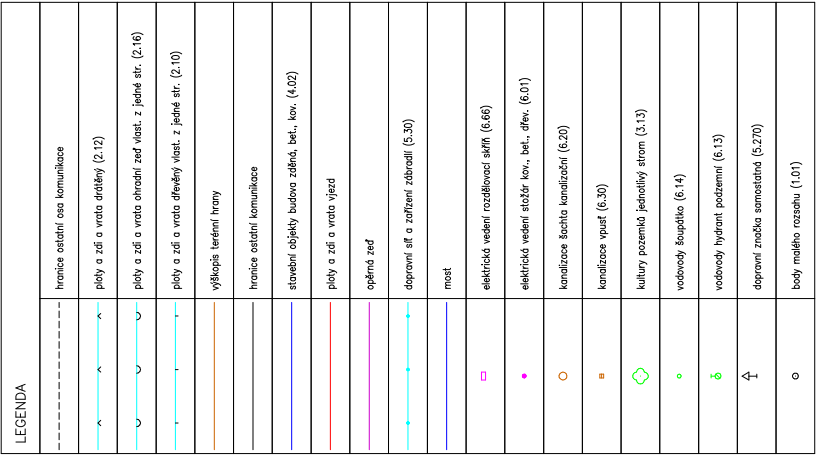 LEGENDA
hranice ostatní osa komunikace
ploty a zdi a vrata drátěný (2.12)
ploty a zdi a vrata ohradní zeď vlast. z jedné str. (2.16)
ploty a zdi a vrata dřevěný vlast. z jedné str. (2.10)
výškopis terénní hrany
hranice ostatní komunikace
stavební objekty budova zděná, bet., kov. (4.02)
ploty a zdi a vrata vjezd
opěrná zeď
dopravní síť a zařízení zábradlí (5.30)
most
elektrická vedení rozdělovací skříň (6.66)
elektrická vedení stožár kov., bet., dřev. (6.01)
kanalizace šachta kanalizační (6.20)
kanalizace vpusť (6.30)
kultury pozemků jednotlivý strom (3.13)
vodovody šoupátko (6.14)
vodovody hydrant podzemní (6.13)
dopravní značka samostatná (5.270)
body malého rozsahu (1.01)